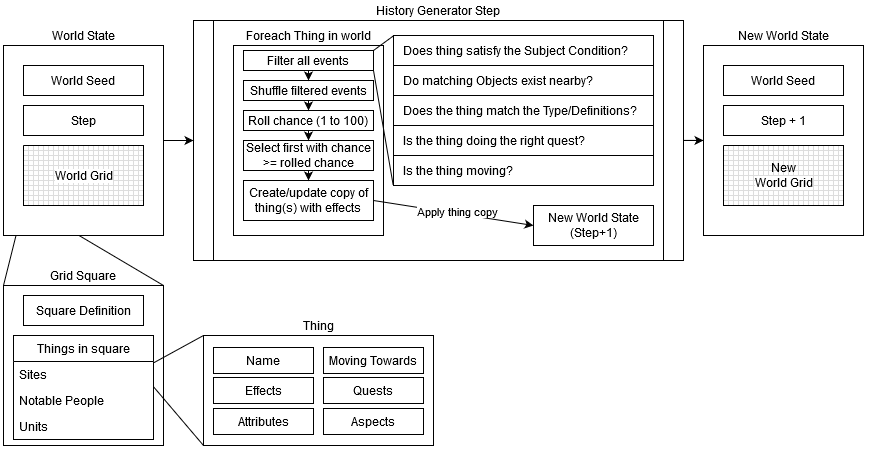 History Generator Step
World State
World Seed
Step
World Grid
Foreach Thing in world
Filter all events
Shuffle filtered events
Roll chance (1 to 100)
Select first with chance
>= rolled chance
Create/update copy of
thing(s) with effects
Does thing satisfy the Subject Condition?
Do matching Objects exist nearby?
Does the thing match the Type/Definitions?
Is the thing doing the right quest?
Is the thing moving?
Apply thing copy
New World State
(Step+1)
New World State
World Seed
Step + 1
New
World Grid
Grid Square
Square Definition
Things in square
Sites
Notable People
Units
Thing
Name
Moving Towards
Effects
Quests
Attributes
Aspects